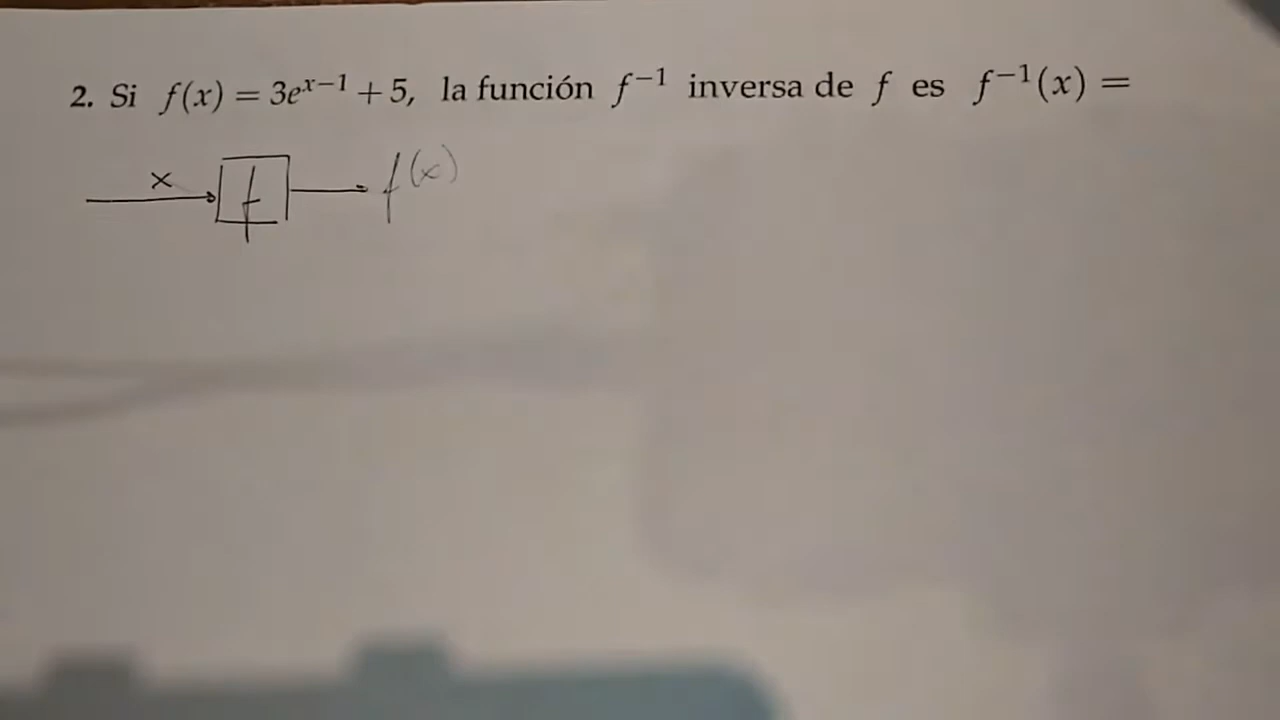 2. Si f(x) = 3e^{x−1} + 5, la función f^{−1} inversa de f es f^{−1}(x) =
x f f(x)